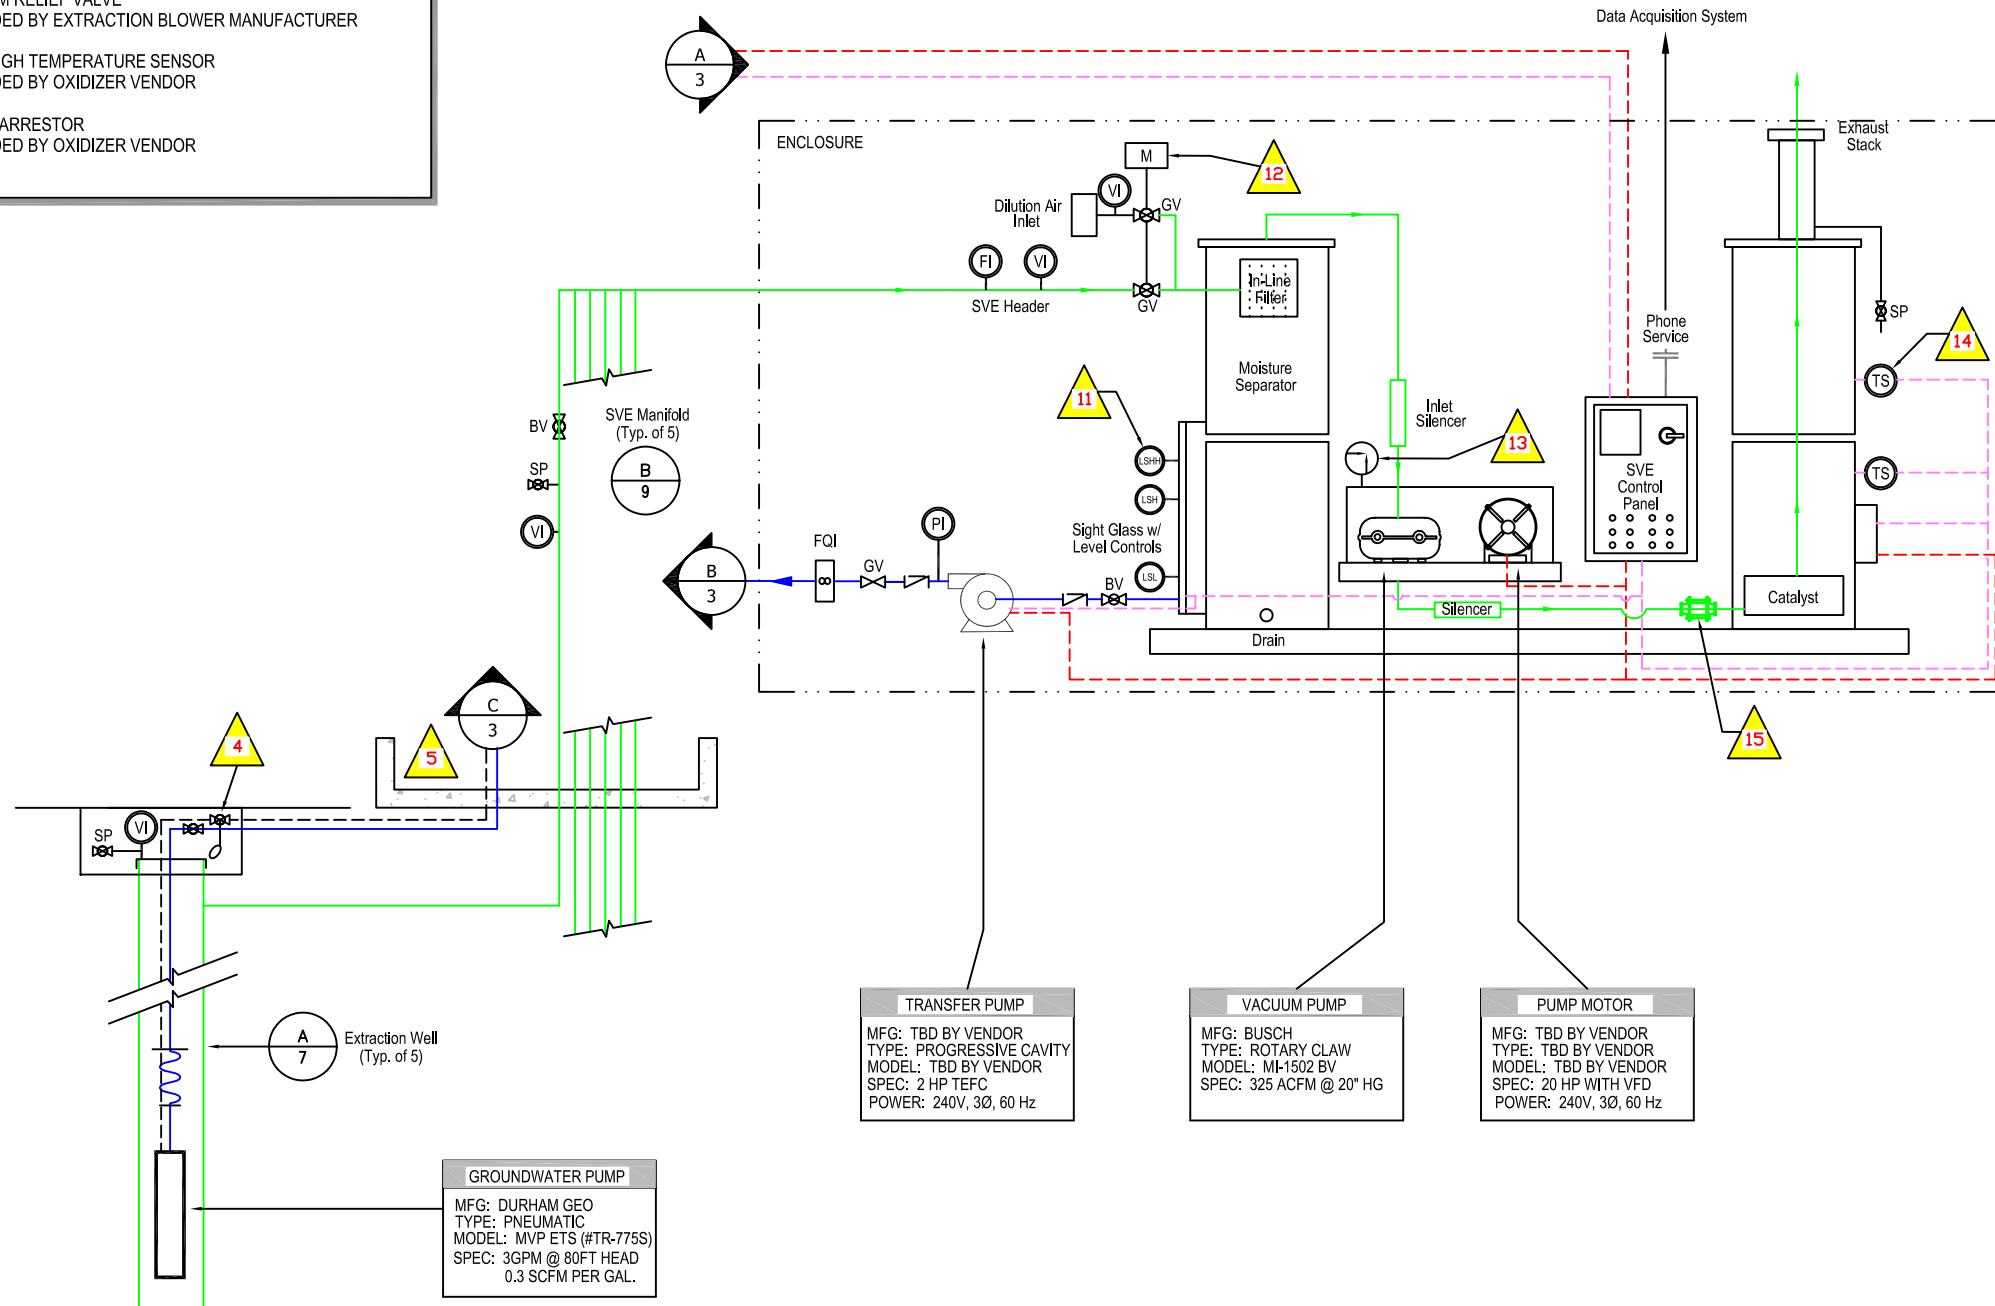 RELIEF VALVE
DED BY EXTRACTION BLOWER MANUFACTURER
GH TEMPERATURE SENSOR
DED BY OXIDIZER VENDOR
ARRESTOR
DED BY OXIDIZER VENDOR
A
3
Data Acquisition System
ENCLOSURE
M
12
VI
GV
Dilution Air
Inlet
FI
VI
SVE Header
GV
In-Line
Filter
Exhaust
Stack
SP
Phone
Service
14
TS
Moisture
Separator
11
Inlet
Silencer
13
BV
SVE Manifold
(Typ. of 5)
SP
B
9
VI
LSHH
LSH
LSL
Sight Glass w/
Level Controls
SVE
Control
Panel
TS
B
3
FQI
8
GV
PI
BV
Silencer
Catalyst
Drain
15
C
3
4
5
SP
VI
A
7
Extraction Well
(Typ. of 5)
TRANSFER PUMP
MFG: TBD BY VENDOR
TYPE: PROGRESSIVE CAVITY
MODEL: TBD BY VENDOR
SPEC: 2 HP TEFC
POWER: 240V, 3Ø, 60 Hz
VACUUM PUMP
MFG: BUSCH
TYPE: ROTARY CLAW
MODEL: MI-1502 BV
SPEC: 325 ACFM @ 20" HG
PUMP MOTOR
MFG: TBD BY VENDOR
TYPE: TBD BY VENDOR
MODEL: TBD BY VENDOR
SPEC: 20 HP WITH VFD
POWER: 240V, 3Ø, 60 Hz
GROUNDWATER PUMP
MFG: DURHAM GEO
TYPE: PNEUMATIC
MODEL: MVP ETS (#TR-775S)
SPEC: 3GPM @ 80FT HEAD
0.3 SCFM PER GAL.